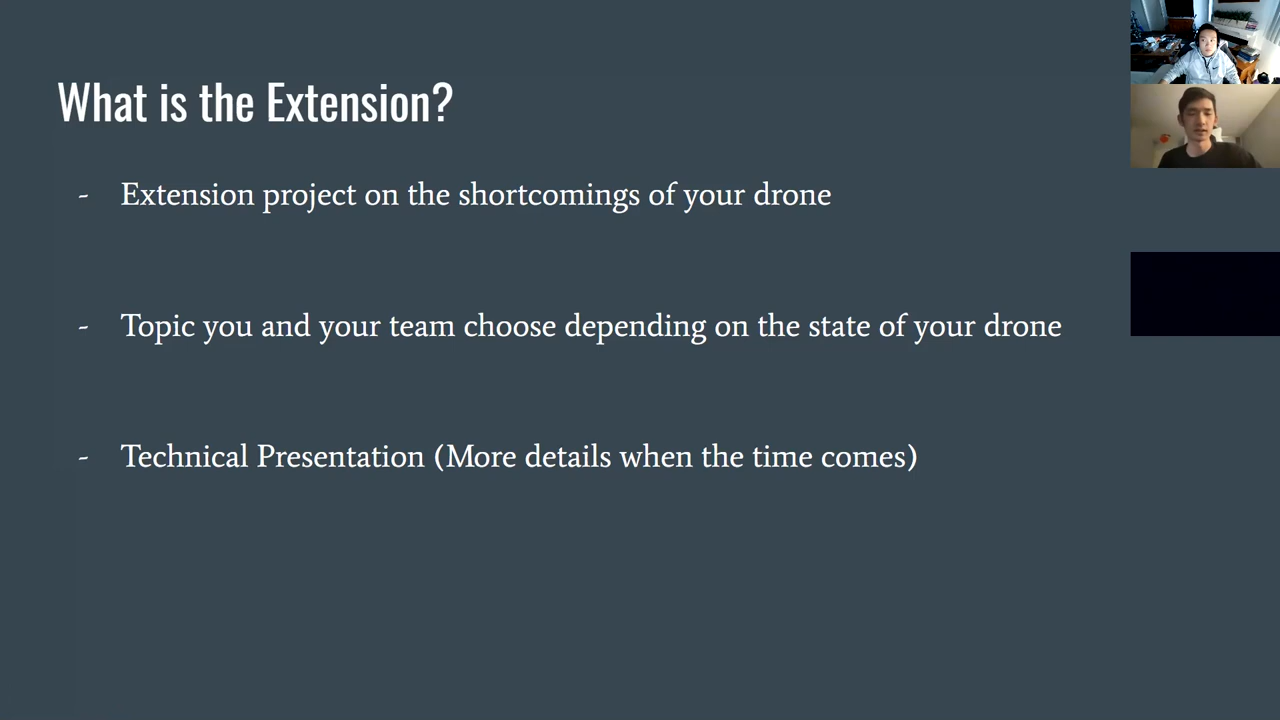 What is the Extension?
- Extension project on the shortcomings of your drone
- Topic you and your team choose depending on the state of your drone
- Technical Presentation (More details when the time comes)